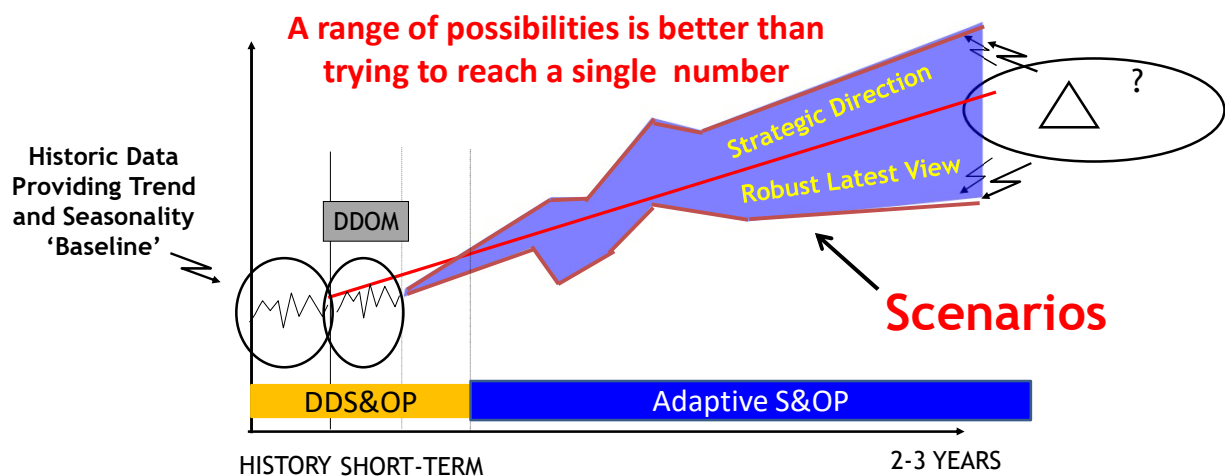 A range of possibilities is better than
trying to reach a single number
?
Strategic Direction
Historic Data
Providing Trend
and Seasonality
‘Baseline’
Robust Latest View
DDOM
Scenarios
DDS&OP
Adaptive S&OP
HISTORY SHORT-TERM
2-3 YEARS